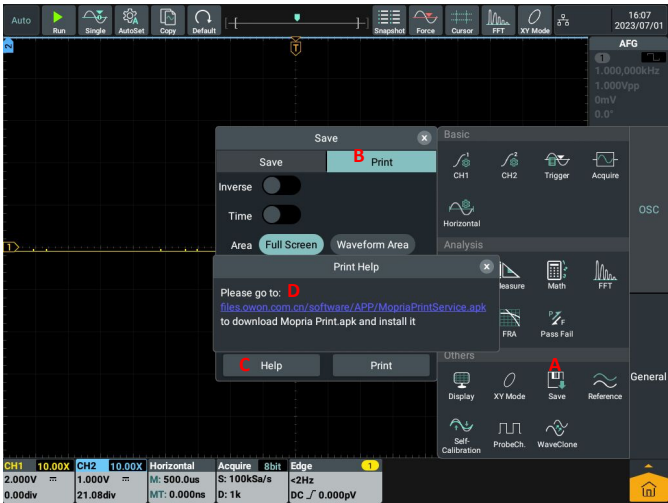 Auto
Run
Single
AutoSet
Copy
Default
T
Snapshot
Force
Cursor
FFT
XY Mode
16:07
2023/07/01
2
T
AFG
1
1.000,000kHz
1.000Vpp
0mV
0.0°
Save
Save
B
Print
Inverse
Time
Area
Full Screen
Waveform Area
Print Help
Please go to: D
files.owon.com.cn/software/APP/MopriaPrintService.apk
to download Mopria Print.apk and install it
C
Help
Print
Basic
CH1
CH2
Trigger
Acquire
Horizontal
Analysis
Measure
Math
FFT
FRA
Pass Fail
Others
A
Display
XY Mode
Save
Reference
Self-
Calibration
ProbeCh.
WaveClone
OSC
General
1
CH1 10.00X
2.000V
0.00div
CH2 10.00X
1.000V
21.08div
Horizontal
M: 500.0us
MT: 0.000ns
Acquire 8bit
S: 100kSa/s
D: 1k
Edge 1
<2Hz
DC 0.000pV